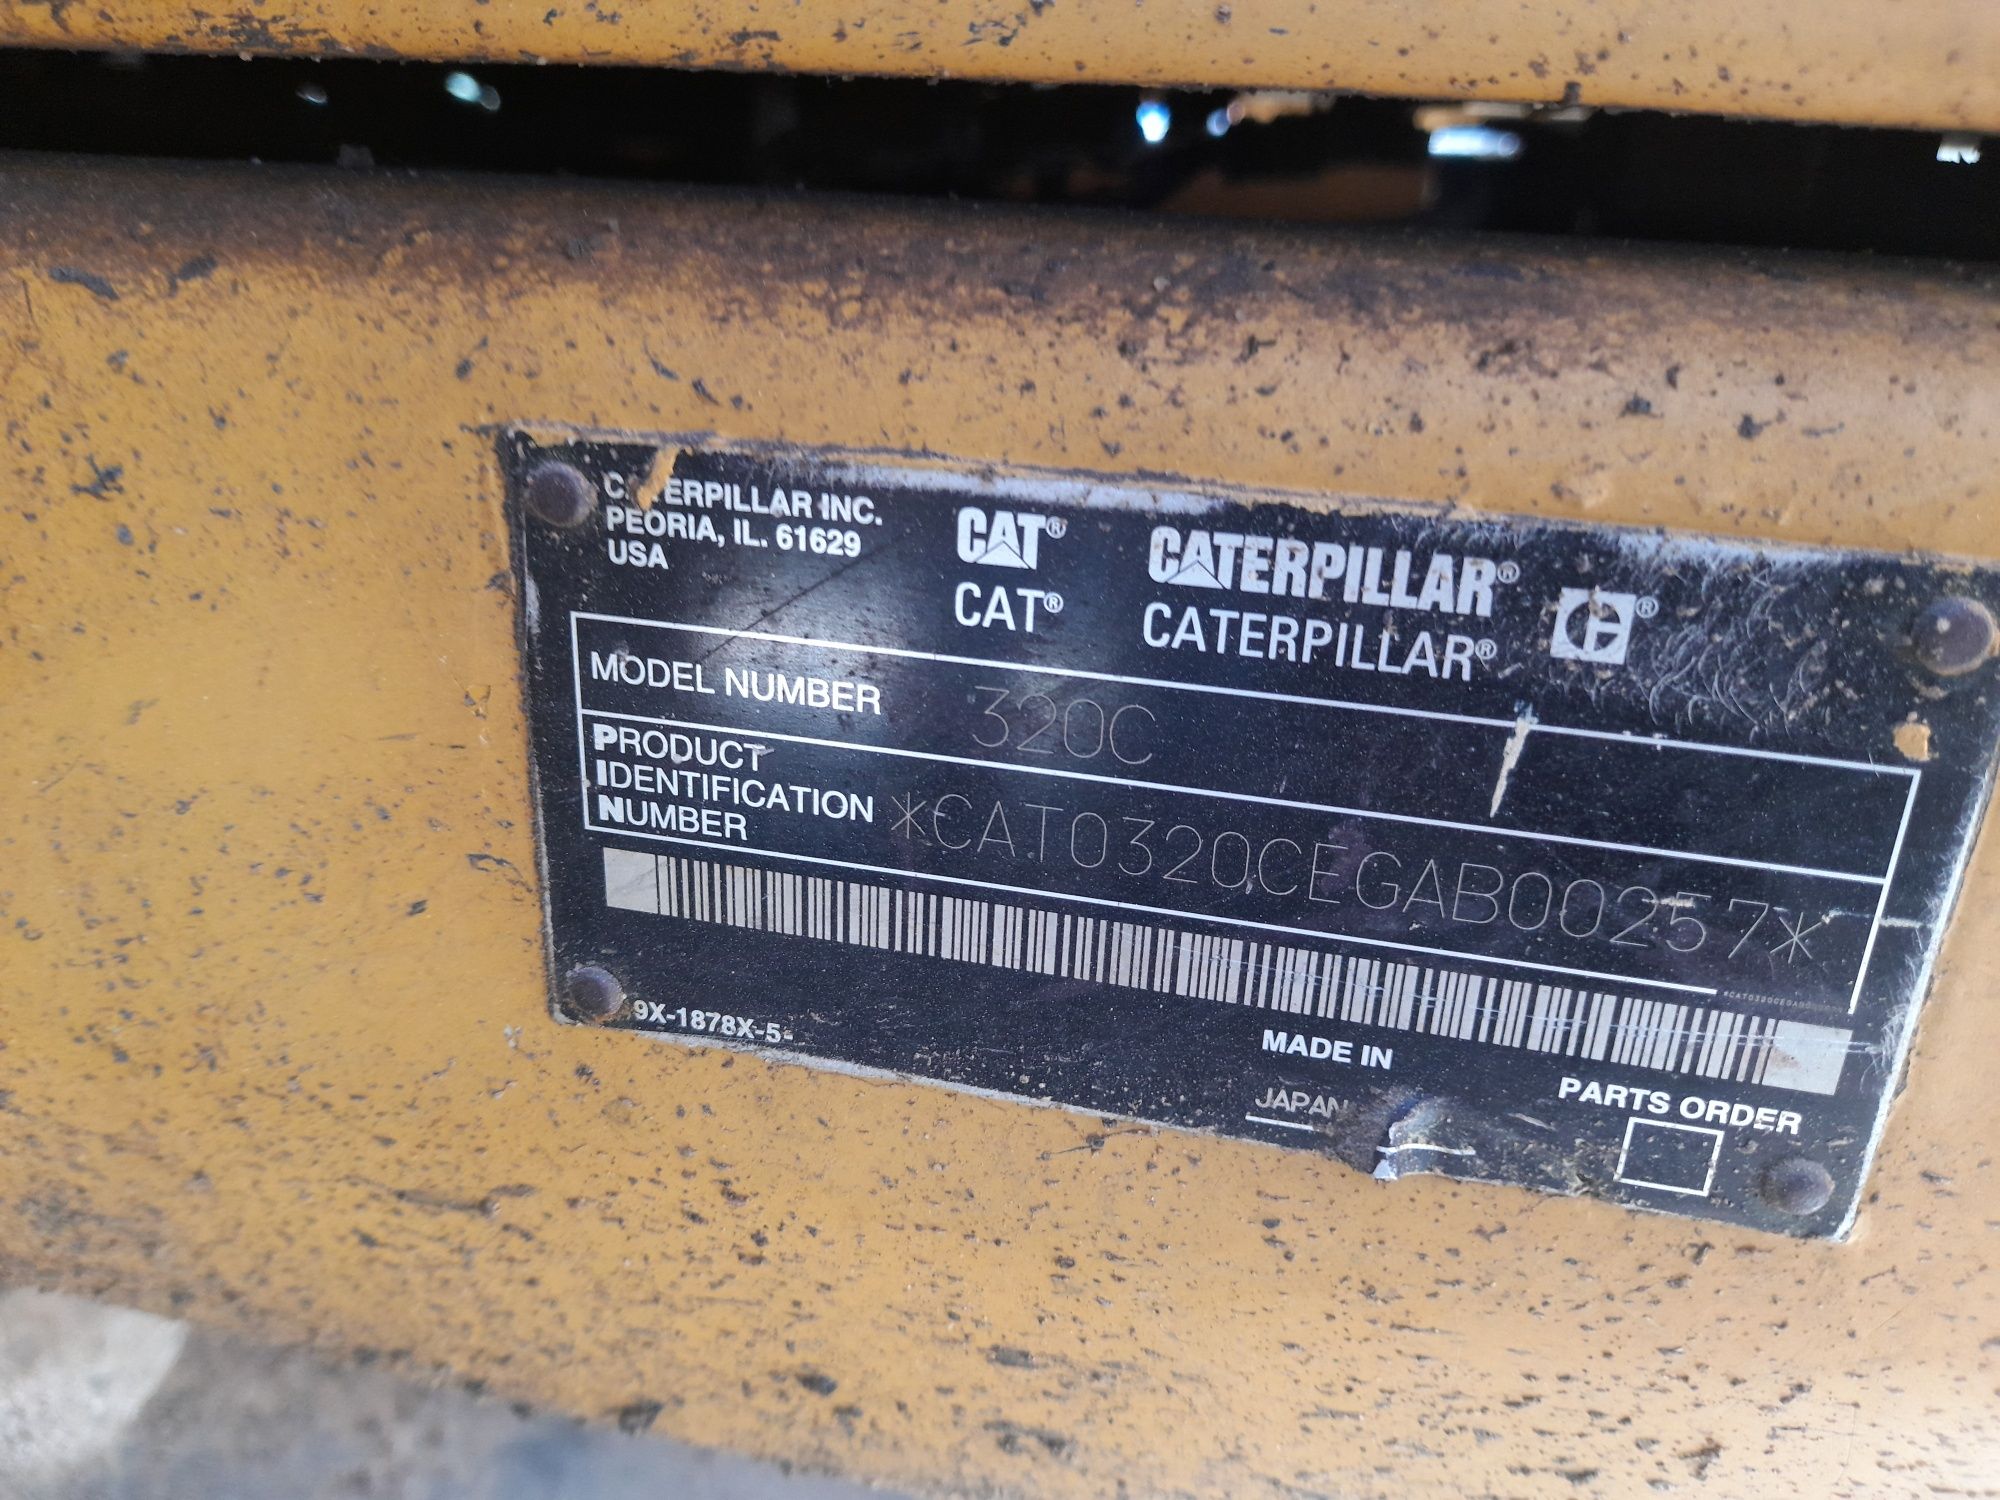 CATERPILLAR INC.
PEORIA, IL. 61629
USA
CAT®
CAT®
CATERPILLAR®
CATERPILLAR®
®
MODEL NUMBER 320C
PRODUCT
IDENTIFICATION
NUMBER
*CAT0320CEGAB00257*
9X-1878X-5
MADE IN
JAPAN
PARTS ORDER